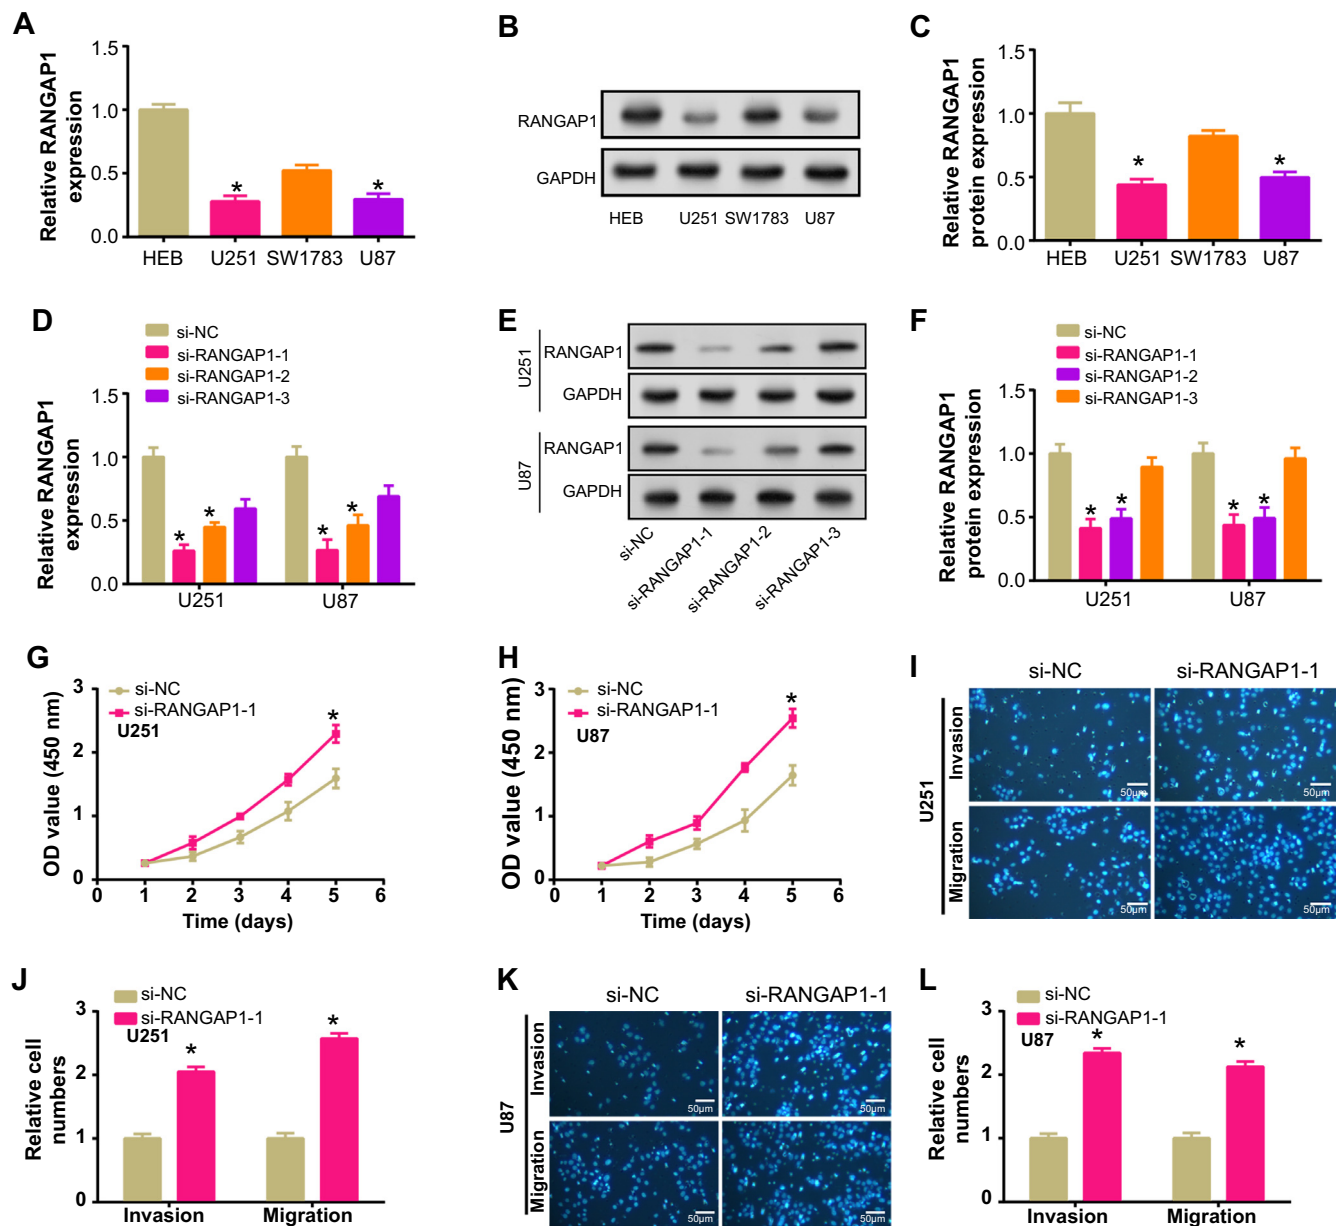 A
Relative RANGAP1
expression
1.5
1.0
0.5
0.0
*
*
HEB U251 SW1783 U87
B
RANGAP1
GAPDH
HEB U251 SW1783 U87
C
Relative RANGAP1
protein expression
1.5
1.0
0.5
0.0
*
*
HEB U251 SW1783 U87
D
si-NC
si-RANGAP1-1
si-RANGAP1-2
si-RANGAP1-3
Relative RANGAP1
expression
1.5
1.0
0.5
0.0
* * * *
U251 U87
E
U251
RANGAP1
GAPDH
U87
RANGAP1
GAPDH
si-NC
si-RANGAP1-1
si-RANGAP1-2
si-RANGAP1-3
F
si-NC
si-RANGAP1-1
si-RANGAP1-2
si-RANGAP1-3
Relative RANGAP1
protein expression
1.5
1.0
0.5
0.0
* * * *
U251 U87
G
si-NC
si-RANGAP1-1
U251
OD value (450 nm)
3
2
1
0
*
0 1 2 3 4 5 6
Time (days)
H
si-NC
si-RANGAP1-1
U87
OD value (450 nm)
3
2
1
0
*
0 1 2 3 4 5 6
Time (days)
I
si-NC si-RANGAP1-1
U251
Invasion
Migration
50μm
50μm
50μm
50μm
J
si-NC
si-RANGAP1-1
U251
Relative cell
numbers
3
2
1
0
*
*
Invasion Migration
K
si-NC si-RANGAP1-1
U87
Invasion
Migration
50μm
50μm
50μm
50μm
L
si-NC
si-RANGAP1-1
U87
Relative cell
numbers
3
2
1
0
*
*
Invasion Migration